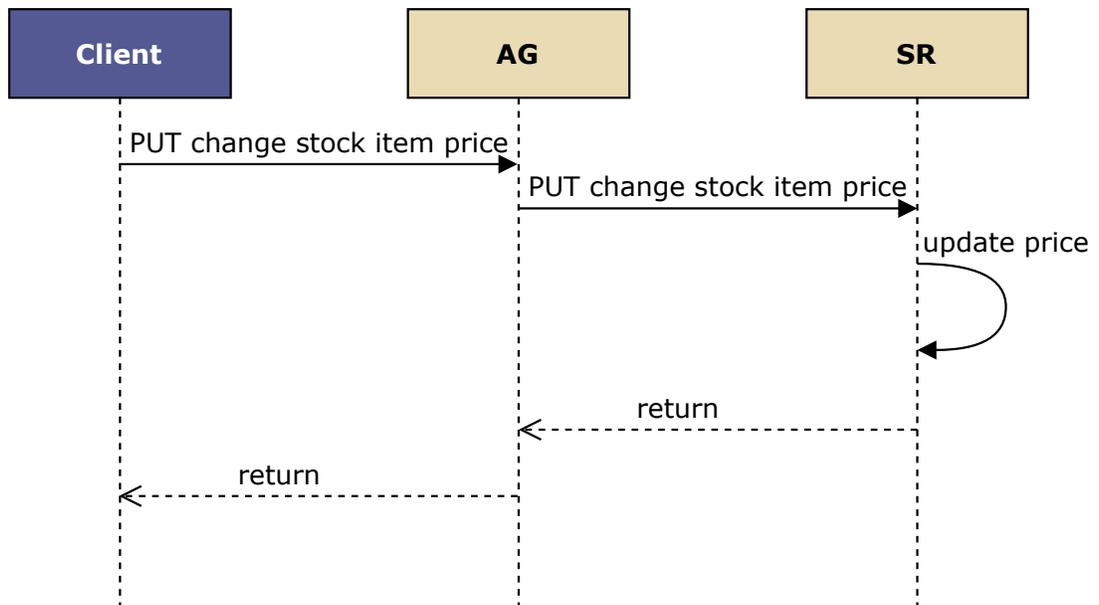 Client
AG
SR
PUT change stock item price
PUT change stock item price
update price
return
return